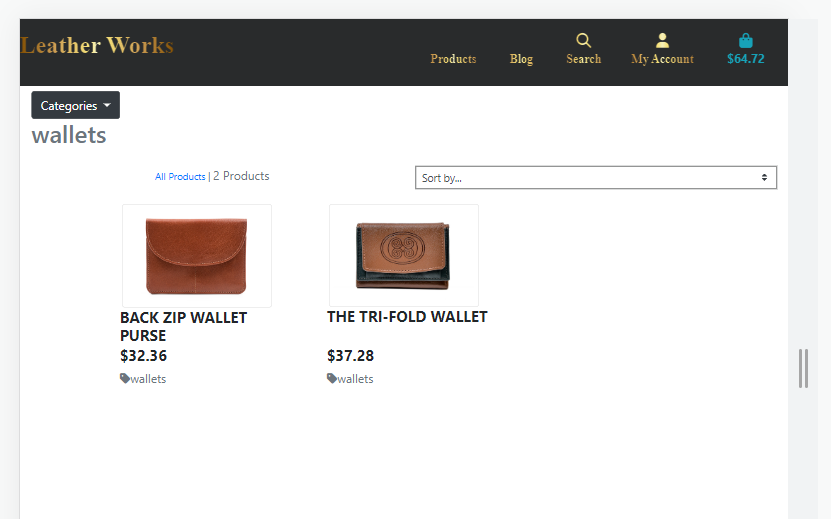 Leather Works
Products
Blog
Search
My Account
$64.72
Categories
wallets
All Products | 2 Products
Sort by...
BACK ZIP WALLET
PURSE
$32.36
wallets
THE TRI-FOLD WALLET
$37.28
wallets